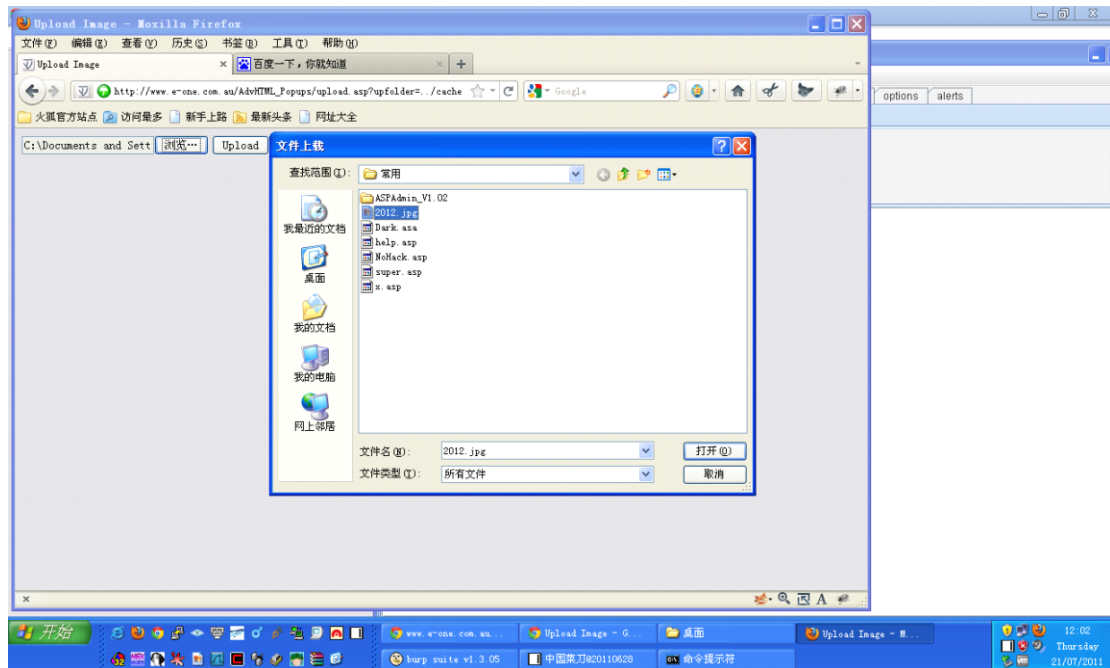 Upload Image - Mozilla Firefox
文件(F) 编辑(E) 查看(V) 历史(S) 书签(B) 工具(T) 帮助(H)
Upload Image × 百度一下，你就知道 × +
http://www.e-one.com.au/AdvHTML_Popups/upload.asp?upfolder=../cache
Google
options alerts
火狐官方站点 访问最多 新手上路 最新头条 网址大全
C:\Documents and Sett 浏览… Upload
文件上载
查找范围(I): 常用
ASPAdmin_V1.02
2012.jpg
Dark.asa
help.asp
NoHack.asp
super.asp
x.asp
我最近的文档
桌面
我的文档
我的电脑
网上邻居
文件名(N): 2012.jpg 打开(O)
文件类型(T): 所有文件 取消
×
开始
www.e-one.com.au... Upload Image - G... 桌面 Upload Image - M...
burp suite v1.3.05 中国菜刀@20110628 命令提示符
12:02
Thursday
21/07/2011